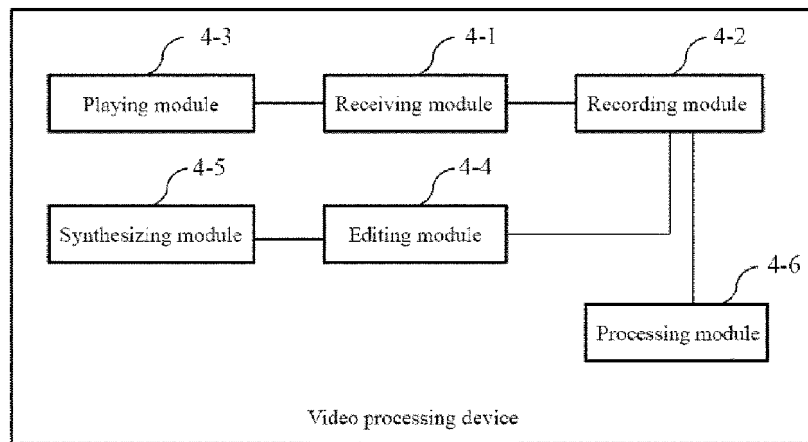 4-3
4-1
4-2
Playing module
Receiving module
Recording module
4-5
4-4
Synthesizing module
Editing module
4-6
Processing module
Video processing device